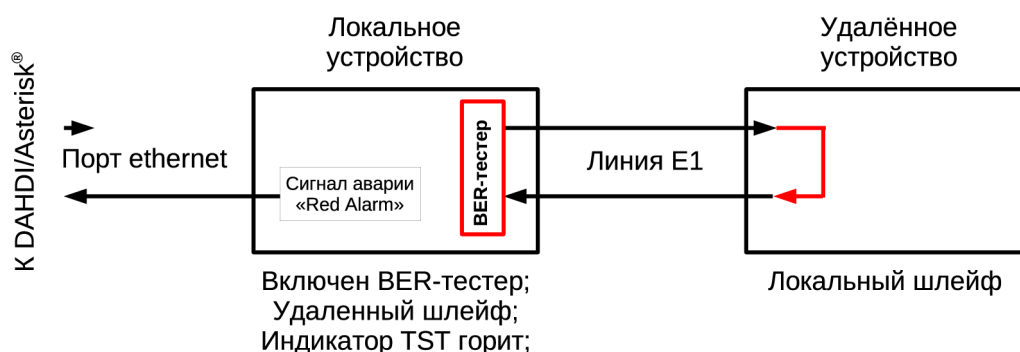 Локальное
устройство
Удалённое
устройство
К DAHDI/Asterisk®
Порт ethernet
Сигнал аварии
«Red Alarm»
BER-тестер
Линия E1
Включен BER-тестер;
Удаленный шлейф;
Индикатор TST горит;
Локальный шлейф